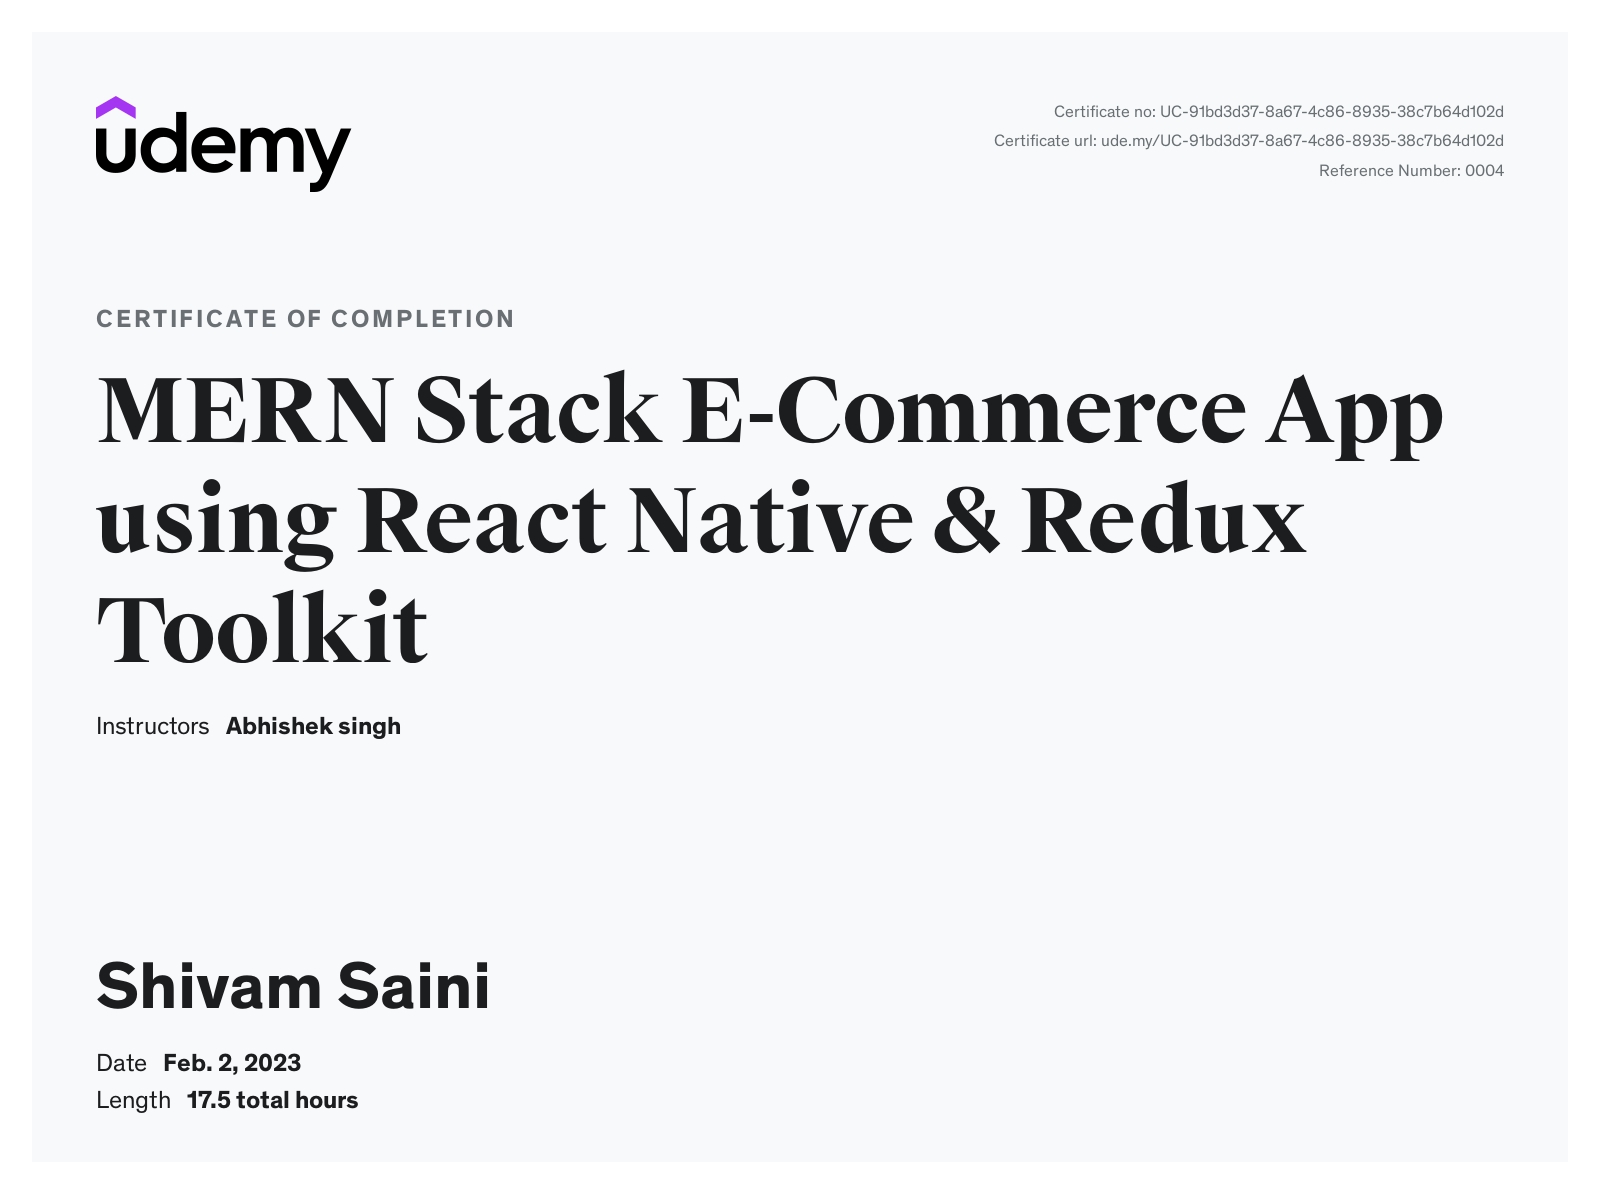 udemy
Certificate no: UC-91bd3d37-8a67-4c86-8935-38c7b64d102d
Certificate url: ude.my/UC-91bd3d37-8a67-4c86-8935-38c7b64d102d
Reference Number: 0004
CERTIFICATE OF COMPLETION
MERN Stack E-Commerce App
using React Native & Redux
Toolkit
Instructors Abhishek singh
Shivam Saini
Date Feb. 2, 2023
Length 17.5 total hours